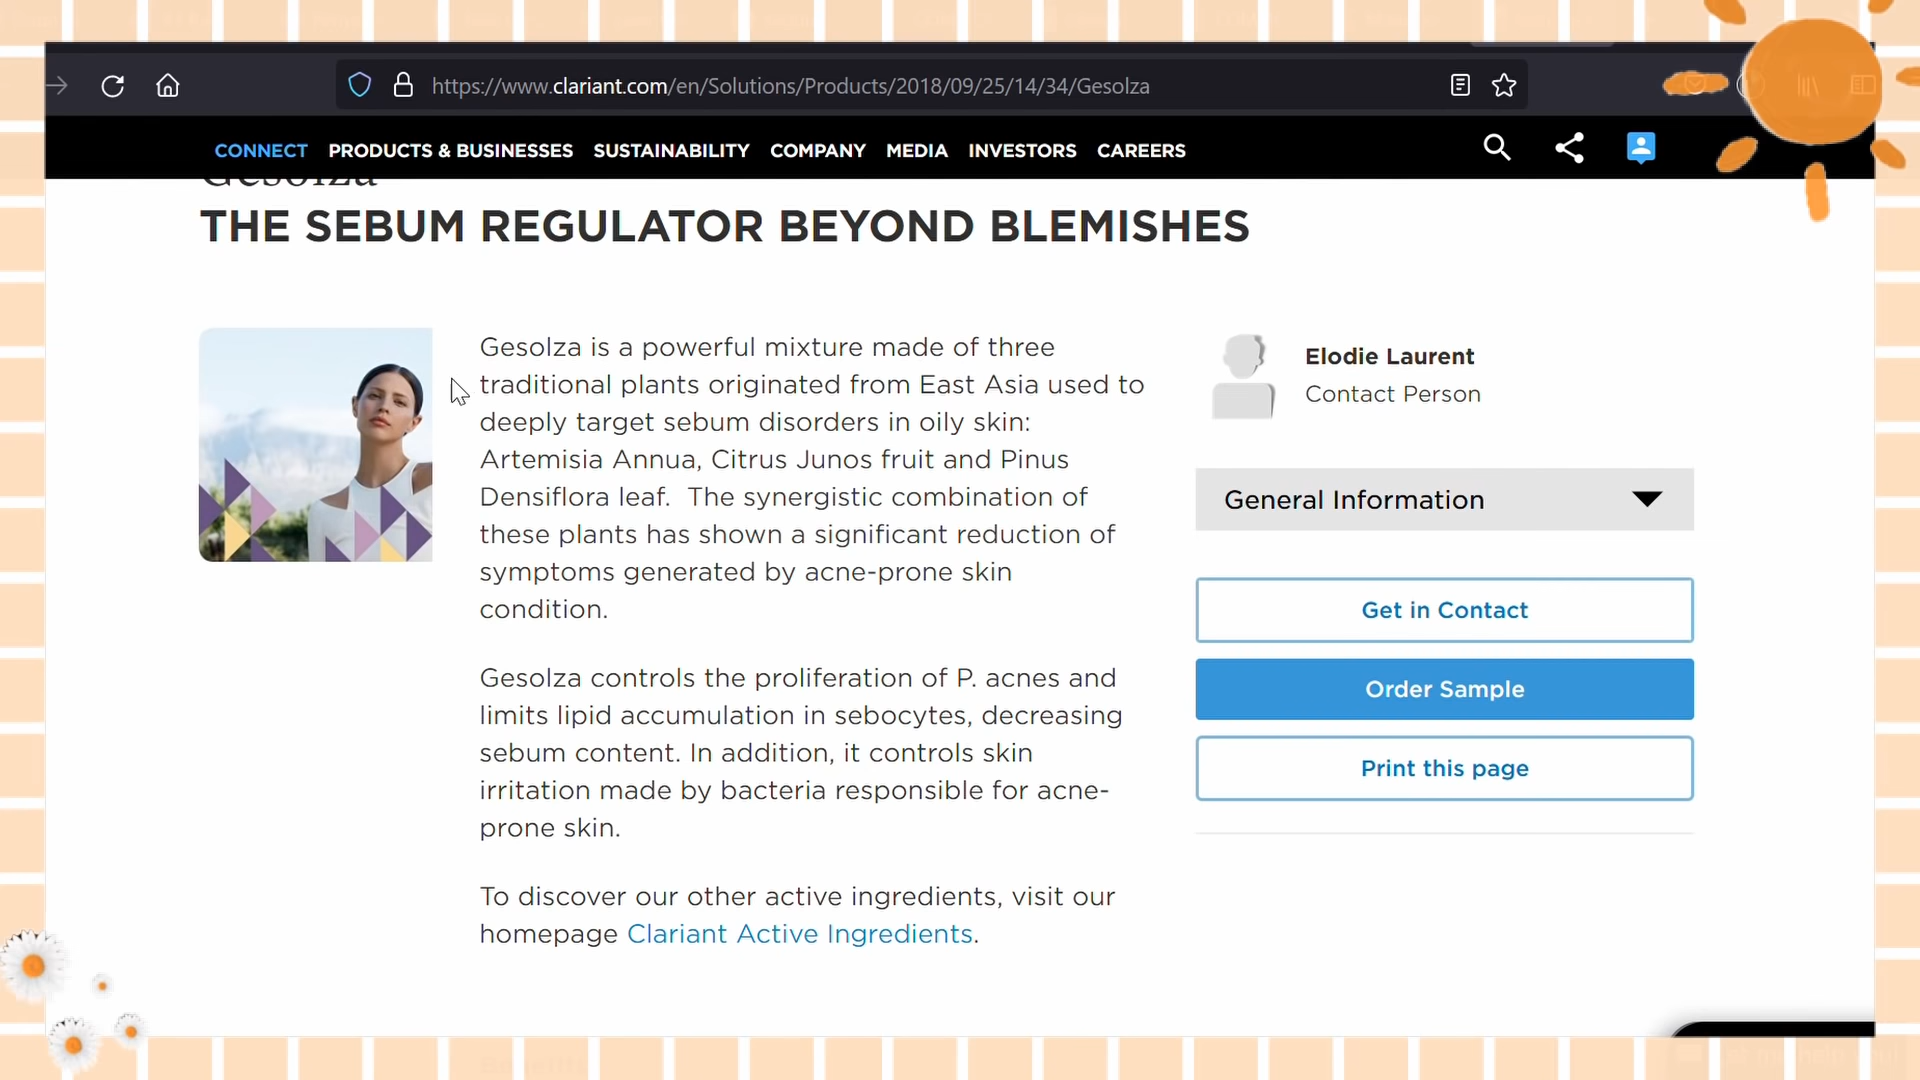 https://www.clariant.com/en/Solutions/Products/2018/09/25/14/34/Gesolza
CONNECT PRODUCTS & BUSINESSES SUSTAINABILITY COMPANY MEDIA INVESTORS CAREERS
Gesolza
THE SEBUM REGULATOR BEYOND BLEMISHES
Gesolza is a powerful mixture made of three
traditional plants originated from East Asia used to
deeply target sebum disorders in oily skin:
Artemisia Annua, Citrus Junos fruit and Pinus
Densiflora leaf. The synergistic combination of
these plants has shown a significant reduction of
symptoms generated by acne-prone skin
condition.
Gesolza controls the proliferation of P. acnes and
limits lipid accumulation in sebocytes, decreasing
sebum content. In addition, it controls skin
irritation made by bacteria responsible for acne-
prone skin.
To discover our other active ingredients, visit our
homepage Clariant Active Ingredients.
Elodie Laurent
Contact Person
General Information
Get in Contact
Order Sample
Print this page